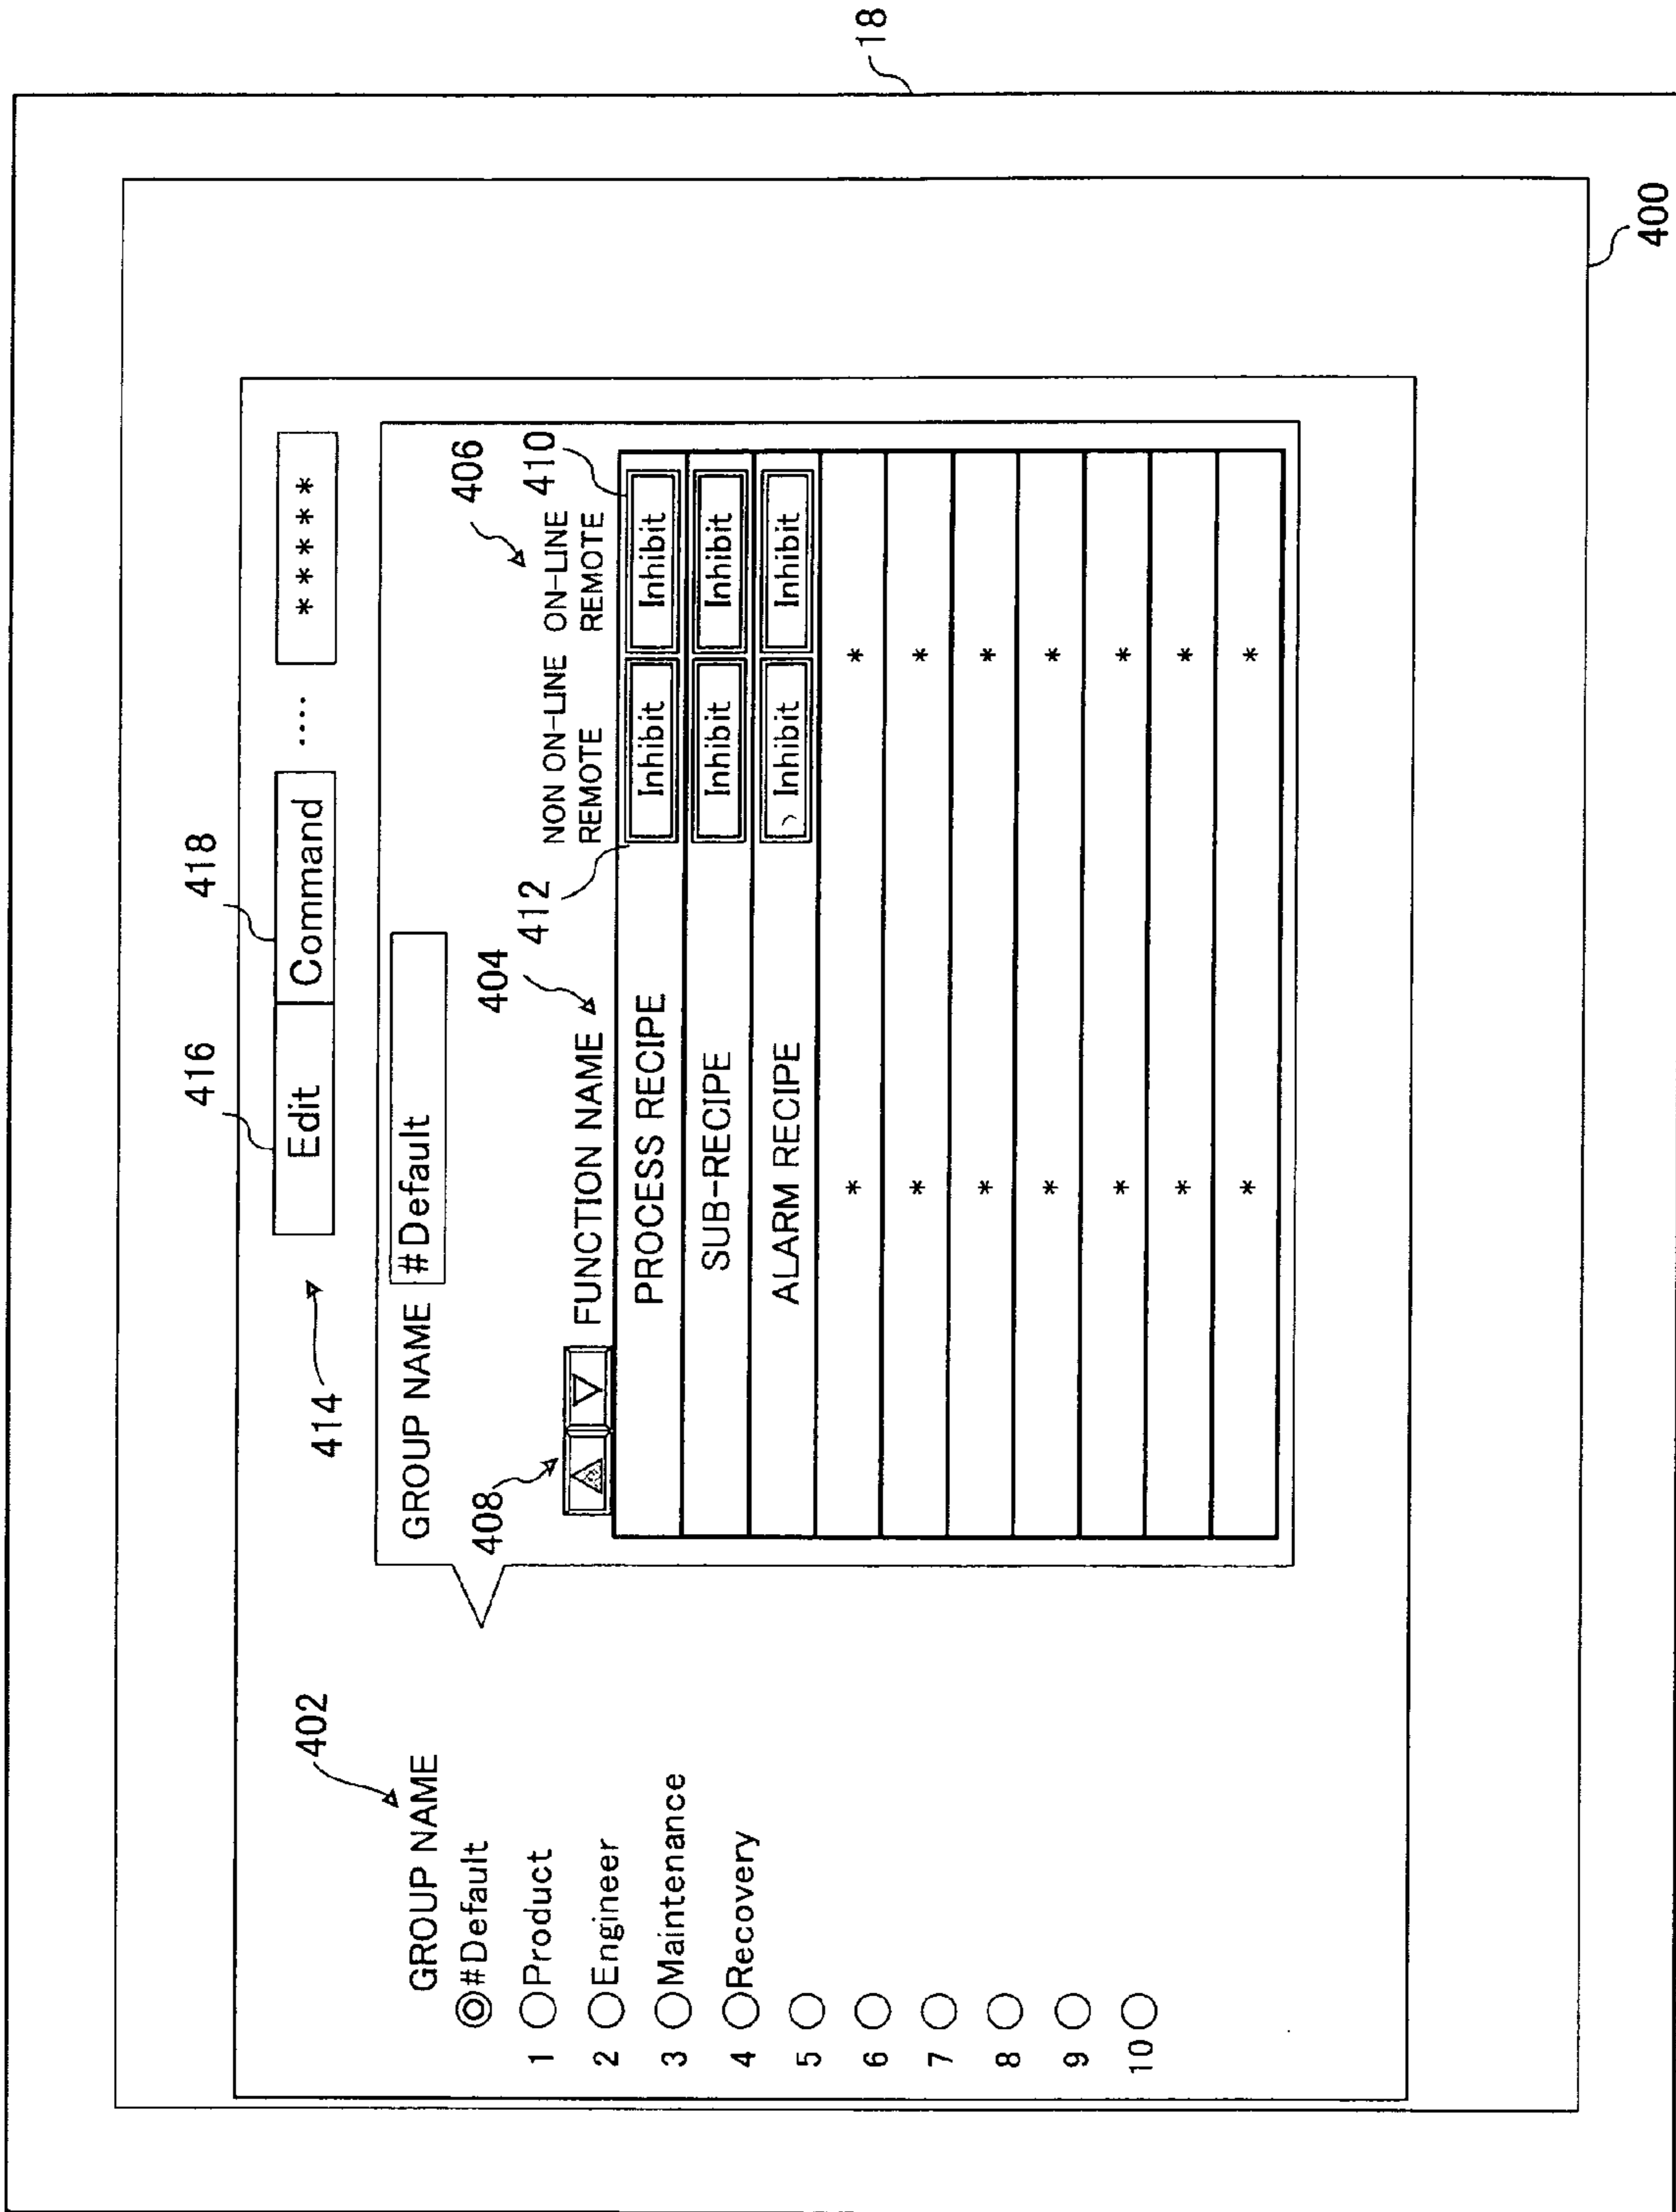 18
400
416
418
Edit
Command
....
*****
414
402
GROUP NAME
#Default
1 Product
2 Engineer
3 Maintenance
4 Recovery
5
6
7
8
9
10
GROUP NAME #Default
404
406
408
FUNCTION NAME
412
NON ON-LINE REMOTE
ON-LINE REMOTE
410
PROCESS RECIPE Inhibit Inhibit
SUB-RECIPE Inhibit Inhibit
ALARM RECIPE Inhibit Inhibit
* *
* *
* *
* *
* *
* *
* *